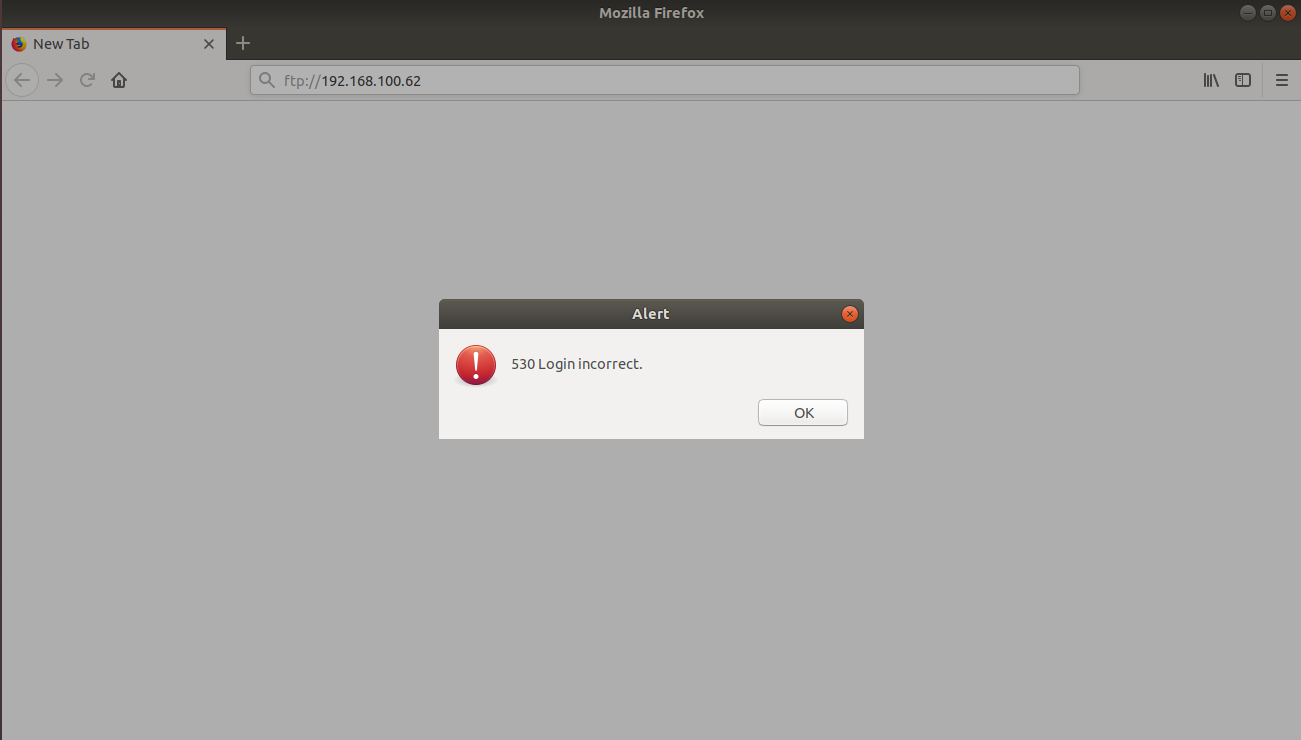 Mozilla Firefox
New Tab
ftp://192.168.100.62
Alert
530 Login incorrect.
OK